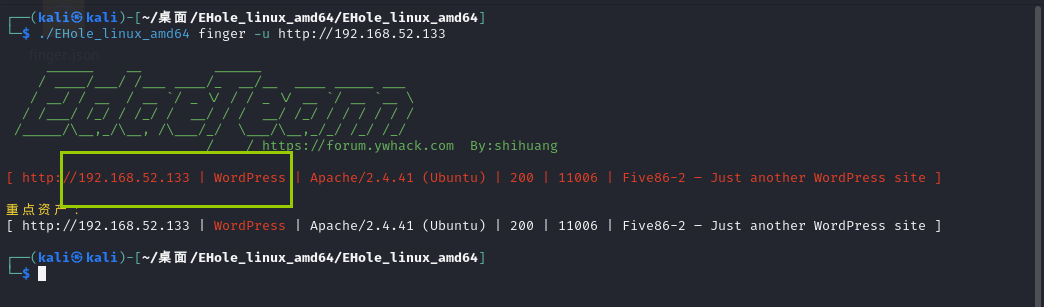 ┌──(kali㉿kali)-[~/桌面/EHole_linux_amd64/EHole_linux_amd64]
└─$ ./EHole_linux_amd64 finger -u http://192.168.52.133
finger.json
EdgeTeam
https://forum.ywhack.com By:shihuang
[ http://192.168.52.133 | WordPress | Apache/2.4.41 (Ubuntu) | 200 | 11006 | Five86-2 – Just another WordPress site ]
重点资产：
[ http://192.168.52.133 | WordPress | Apache/2.4.41 (Ubuntu) | 200 | 11006 | Five86-2 – Just another WordPress site ]
┌──(kali㉿kali)-[~/桌面/EHole_linux_amd64/EHole_linux_amd64]
└─$